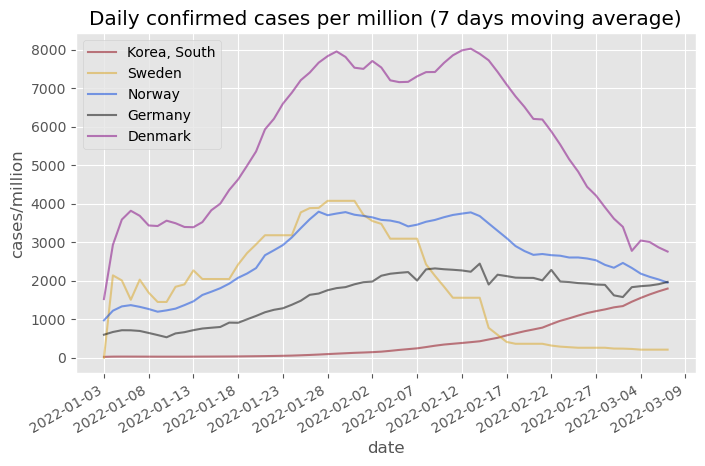 Daily confirmed cases per million (7 days moving average)
Korea, South
Sweden
Norway
Germany
Denmark
cases/million
8000
7000
6000
5000
4000
3000
2000
1000
0
2022-01-03
2022-01-08
2022-01-13
2022-01-18
2022-01-23
2022-01-28
2022-02-02
2022-02-07
2022-02-12
2022-02-17
2022-02-22
2022-02-27
2022-03-04
2022-03-09
date